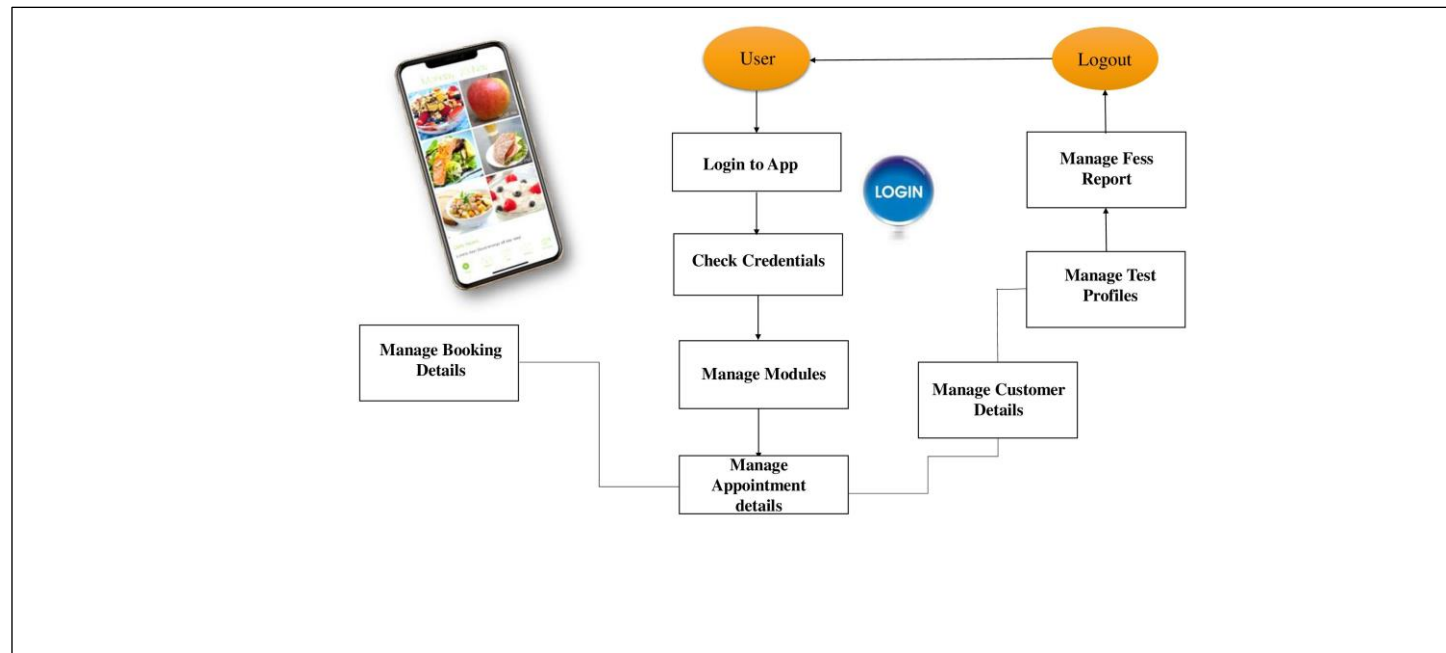 User
Logout
Login to App
LOGIN
Manage Fess
Report
Check Credentials
Manage Test
Profiles
Manage Booking
Details
Manage Modules
Manage Customer
Details
Manage
Appointment
details